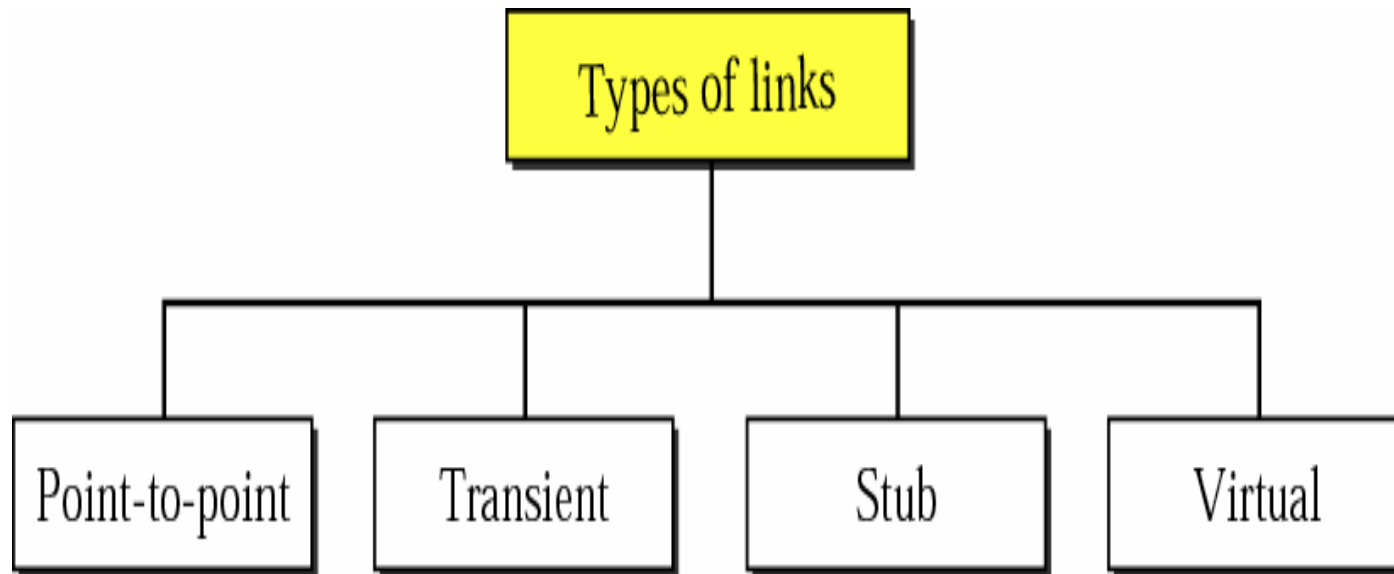 Types of links
Point-to-point
Transient
Stub
Virtual